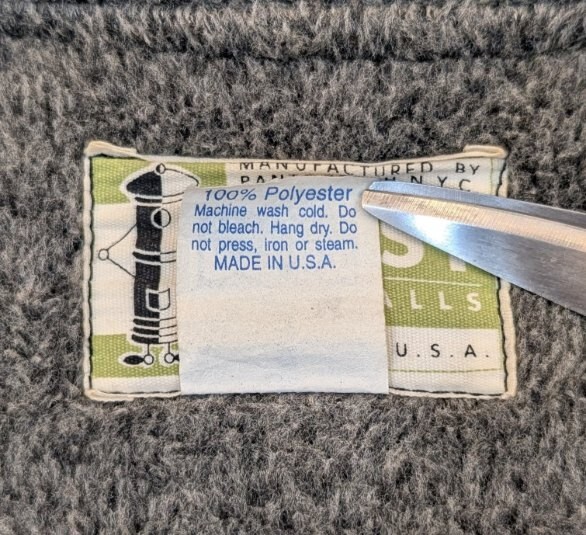 MANUFACTURED BY
N.Y.C
100% Polyester
Machine wash cold. Do
not bleach. Hang dry. Do
not press, iron or steam.
MADE IN U.S.A.
ALLS
U.S.A.